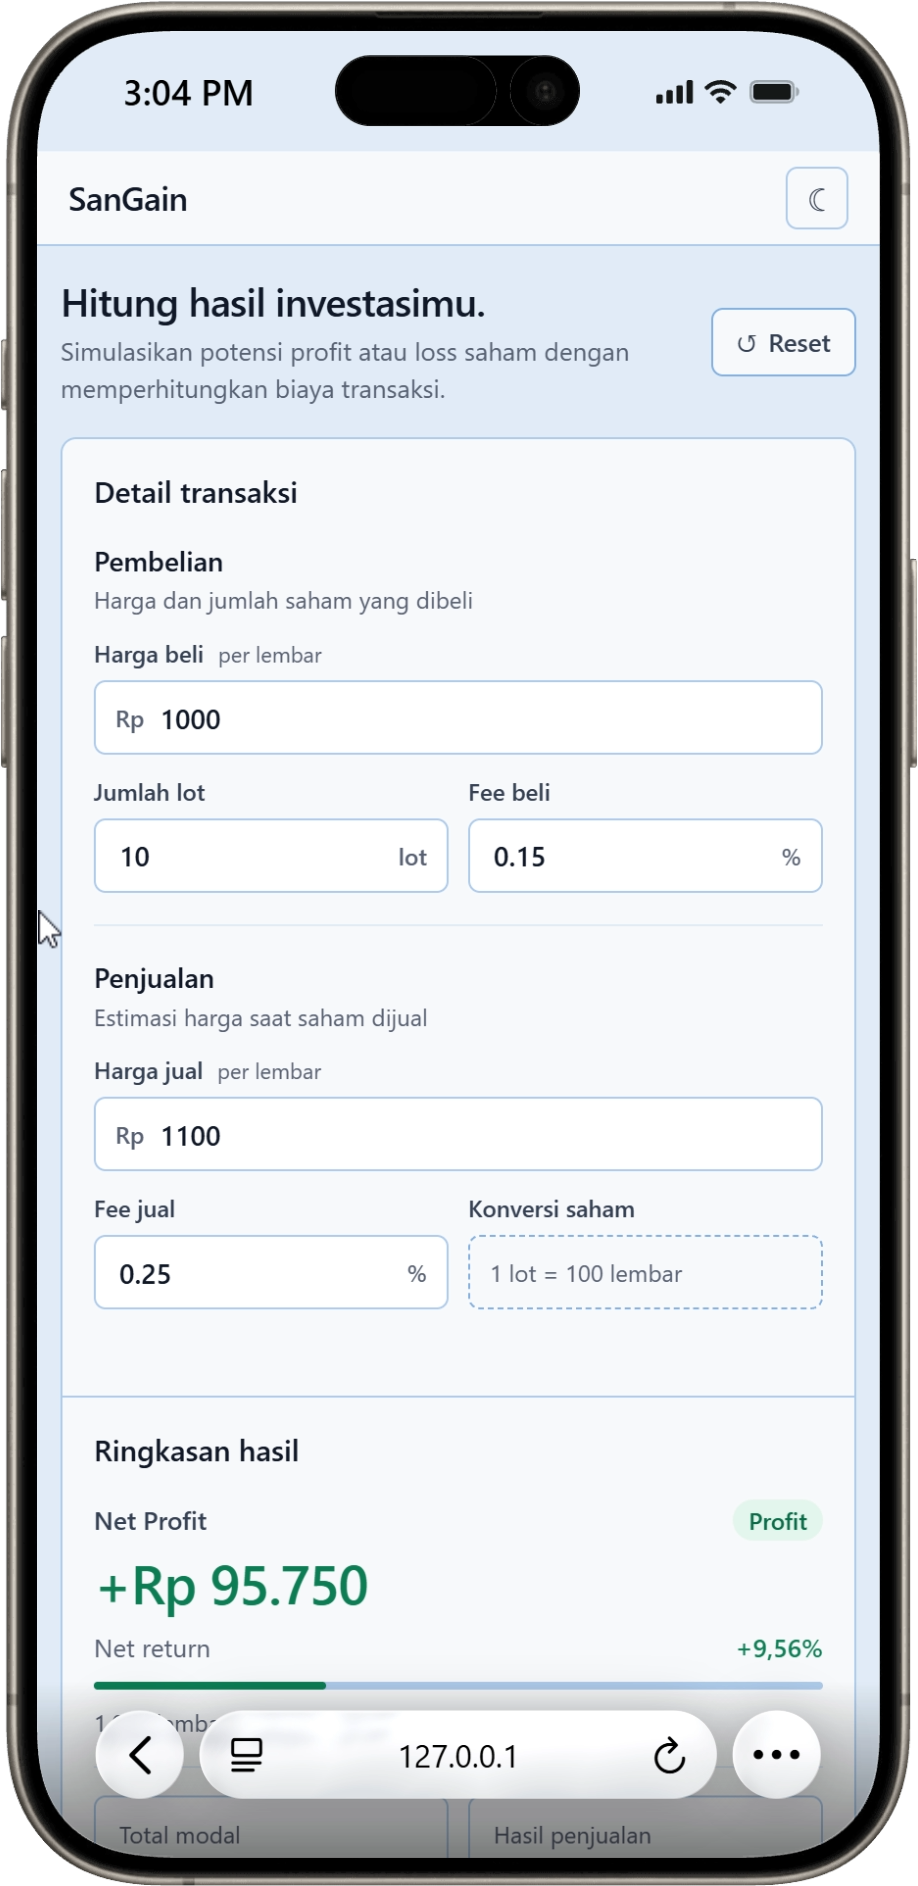 3:04 PM
SanGain
Hitung hasil investasimu.
Simulasikan potensi profit atau loss saham dengan
memperhitungkan biaya transaksi.
↺ Reset
Detail transaksi
Pembelian
Harga dan jumlah saham yang dibeli
Harga beli per lembar
Rp 1000
Jumlah lot
Fee beli
10 lot
0.15 %
Penjualan
Estimasi harga saat saham dijual
Harga jual per lembar
Rp 1100
Fee jual
Konversi saham
0.25 %
1 lot = 100 lembar
Ringkasan hasil
Net Profit
Profit
+Rp 95.750
Net return
+9,56%
127.0.0.1
Total modal
Hasil penjualan